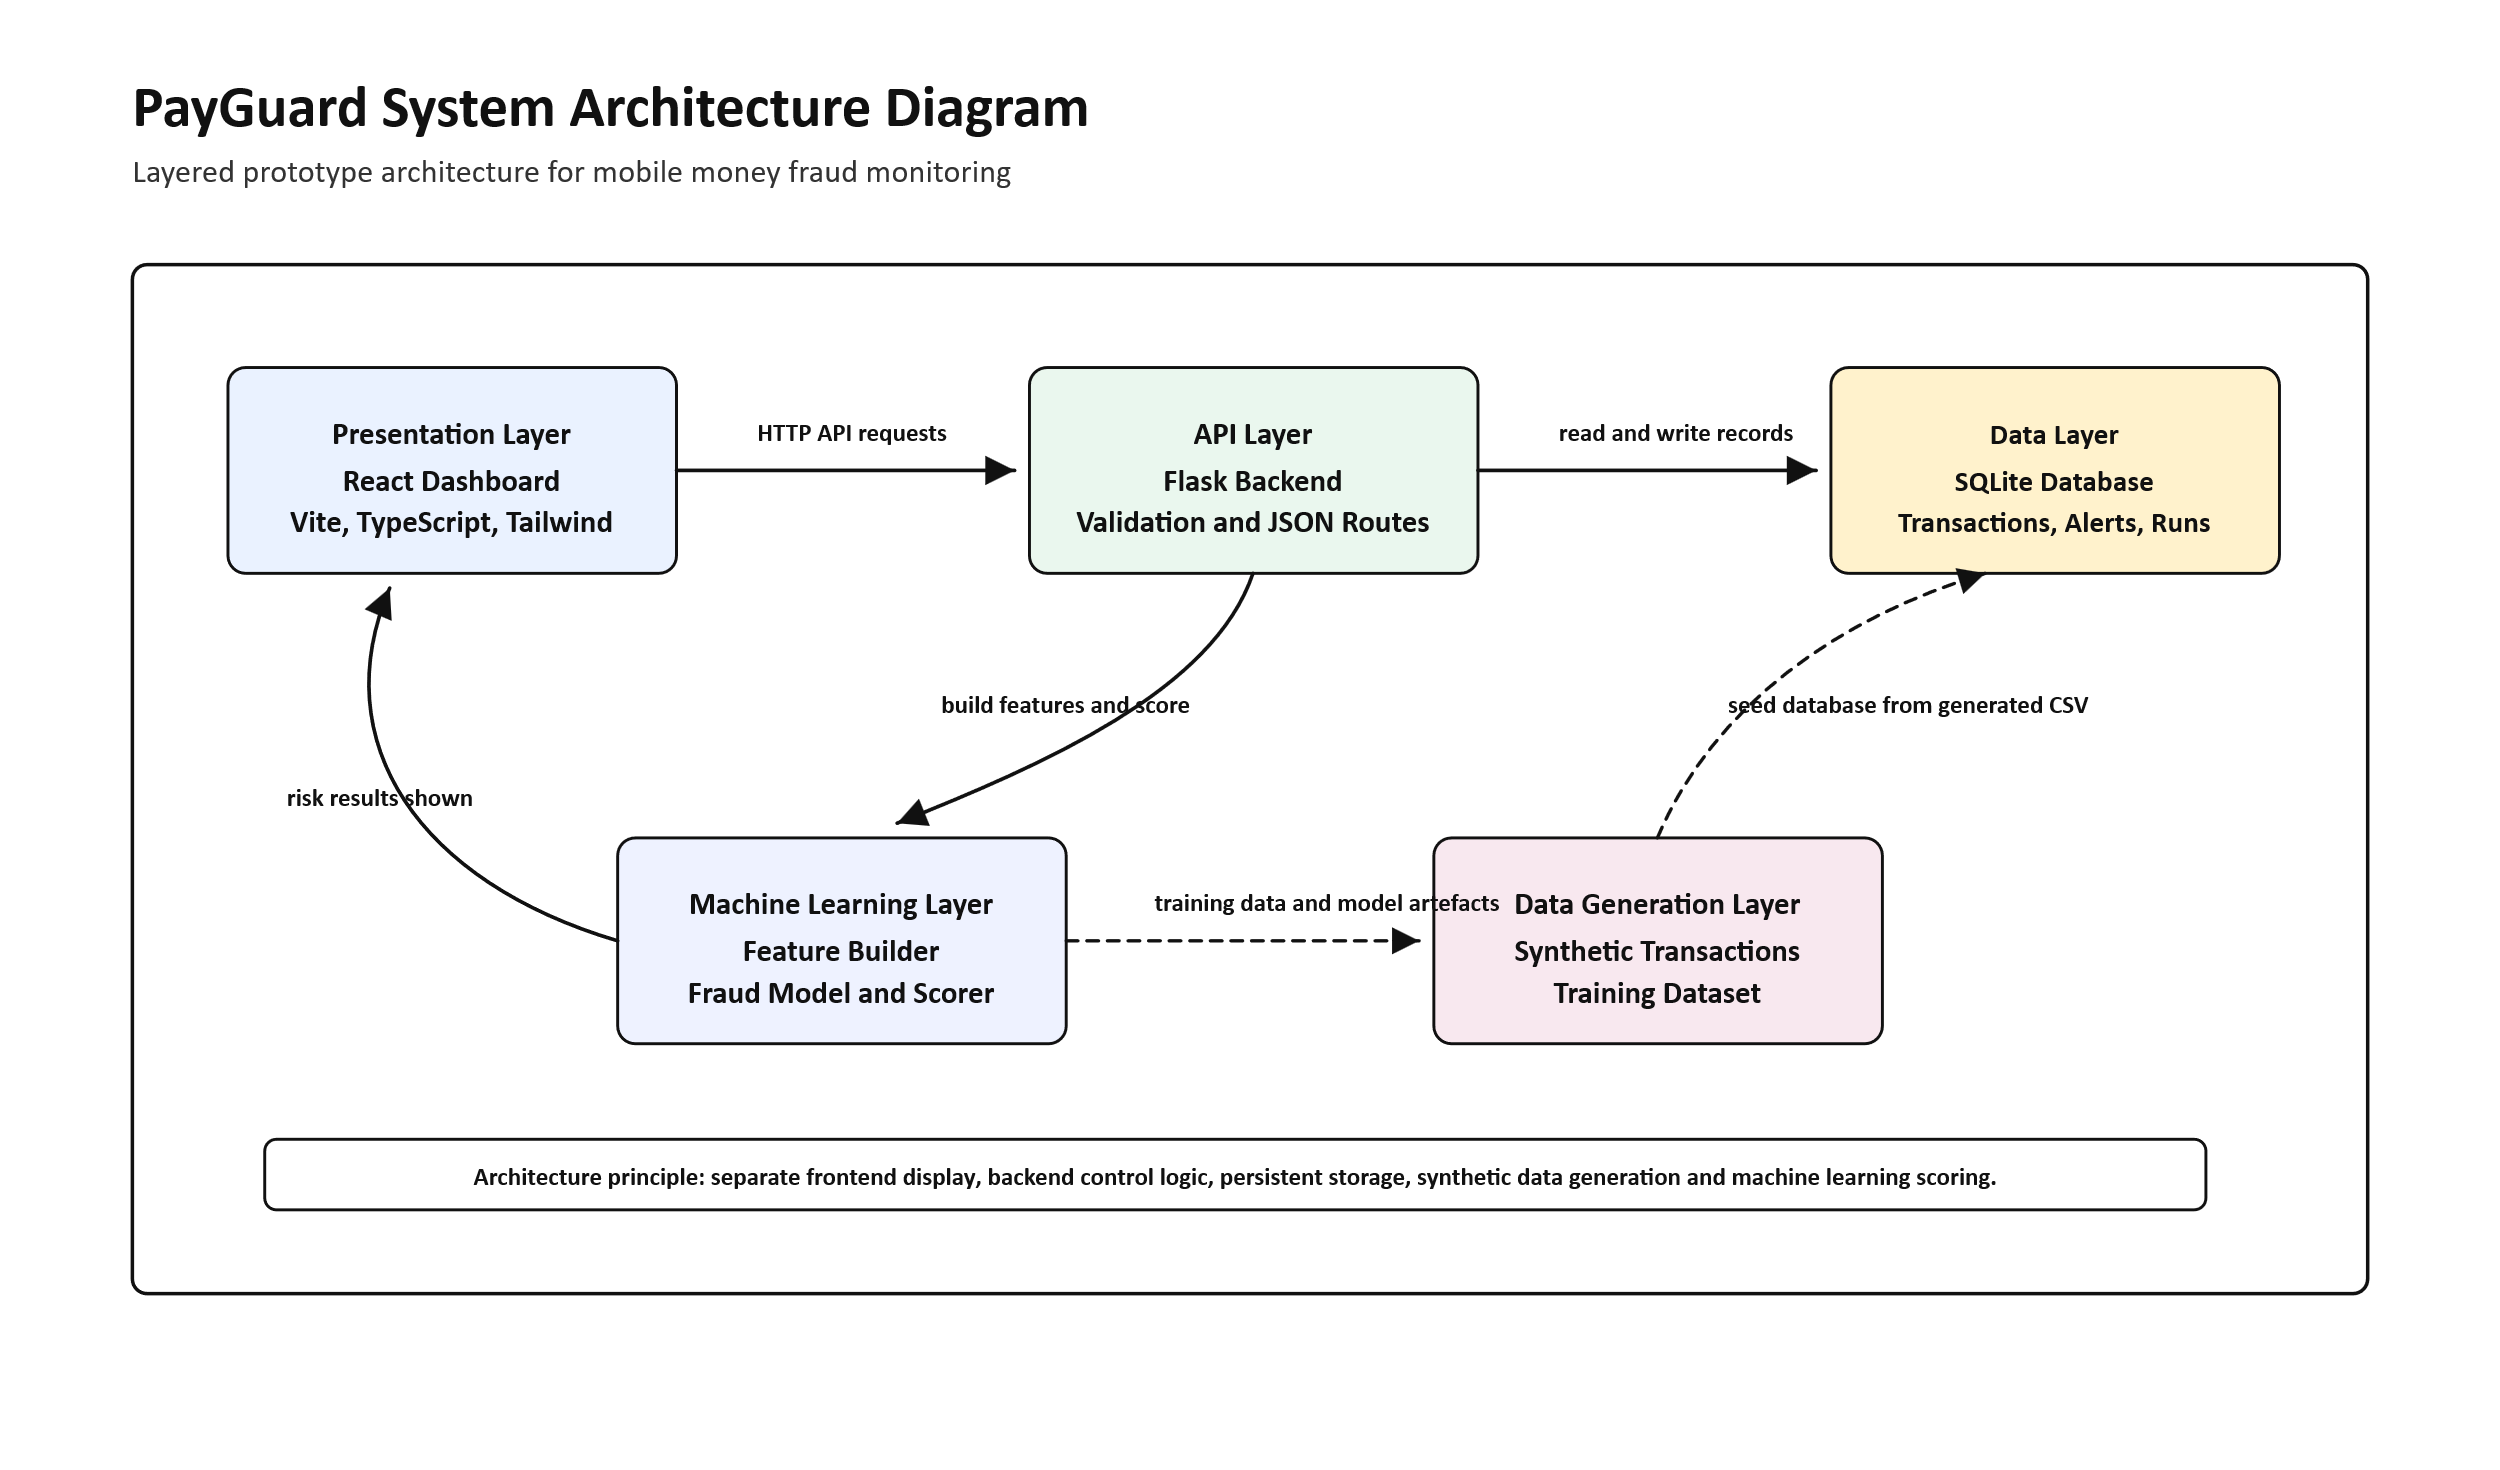 PayGuard System Architecture Diagram
Layered prototype architecture for mobile money fraud monitoring
Presentation Layer
React Dashboard
Vite, TypeScript, Tailwind
HTTP API requests
API Layer
Flask Backend
Validation and JSON Routes
read and write records
Data Layer
SQLite Database
Transactions, Alerts, Runs
build features and score
seed database from generated CSV
risk results shown
Machine Learning Layer
Feature Builder
Fraud Model and Scorer
training data and model artefacts
Data Generation Layer
Synthetic Transactions
Training Dataset
Architecture principle: separate frontend display, backend control logic, persistent storage, synthetic data generation and machine learning scoring.